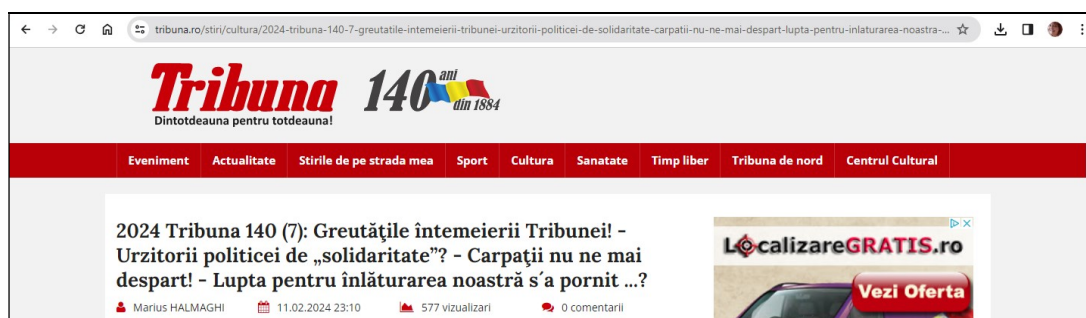 tribuna.ro/stiri/cultura/2024-tribuna-140-7-greutatile-intemeierii-tribunei-urzitorii-politicei-de-solidaritate-carpatii-nu-ne-mai-despart-lupta-pentru-inlaturarea-noastra-...
Tribuna 140 ani din 1884
Dintotdeauna pentru totdeauna!
Eveniment Actualitate Stirile de pe strada mea Sport Cultura Sanatate Timp liber Tribuna de nord Centrul Cultural
2024 Tribuna 140 (7): Greutăţile întemeierii Tribunei! -
Urzitorii politicei de „solidaritate”? - Carpaţii nu ne mai
despart! - Lupta pentru înlăturarea noastră s´a pornit ...?
Marius HALMAGHI 11.02.2024 23:10 577 vizualizari 0 comentarii
LocalizareGRATIS.ro
Vezi Oferta